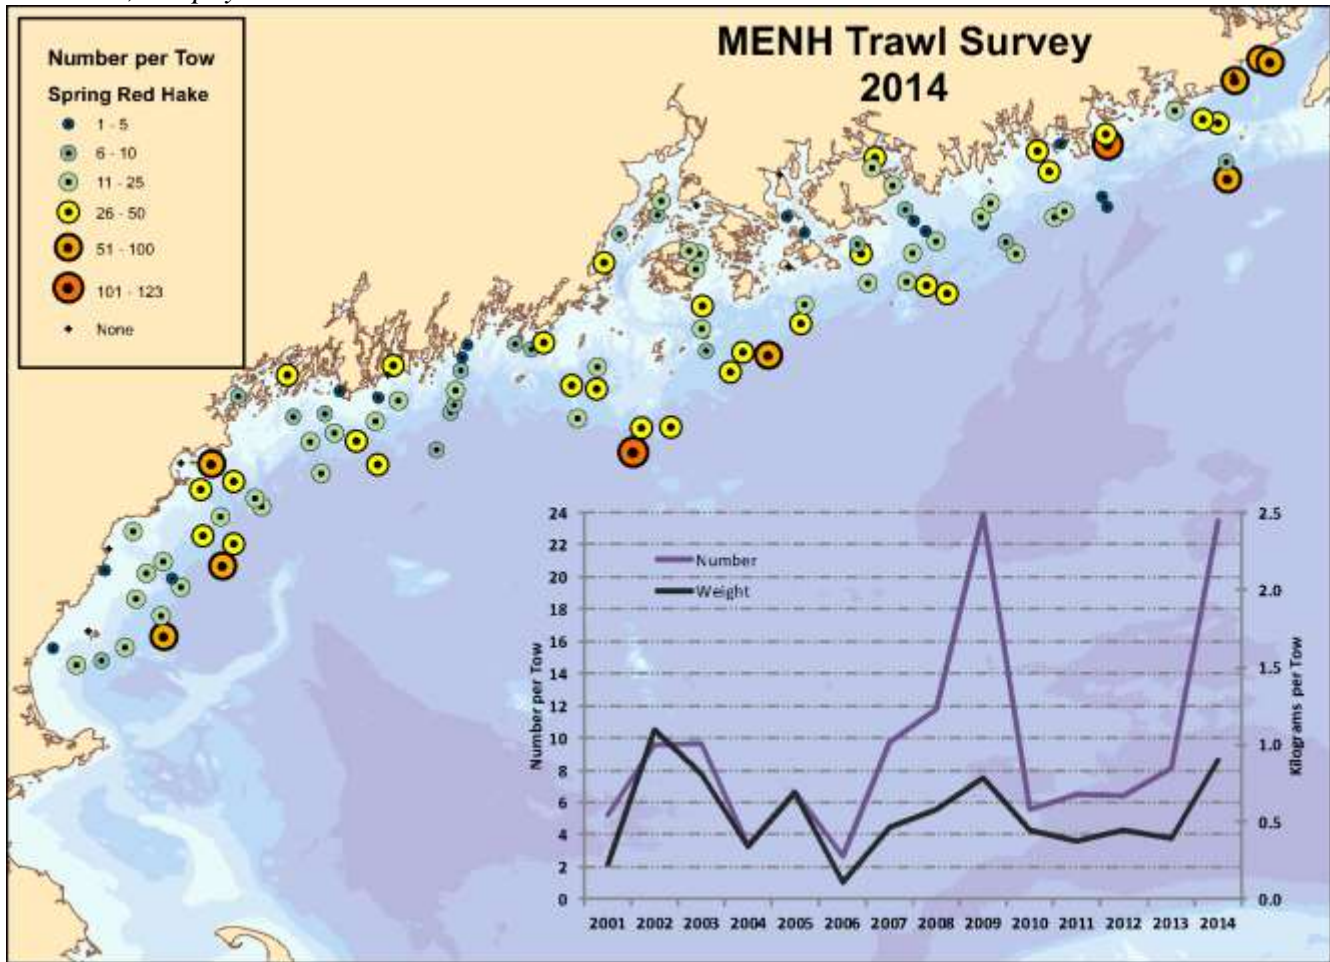 MENH Trawl Survey
2014
Number per Tow
Spring Red Hake
1 - 5
6 - 10
11 - 25
26 - 50
51 - 100
101 - 123
None
Number
Weight
Number per Tow
24
22
20
18
16
14
12
10
8
6
4
2
0
Kilograms per Tow
2.5
2.0
1.5
1.0
0.5
0.0
2001 2002 2003 2004 2005 2006 2007 2008 2009 2010 2011 2012 2013 2014